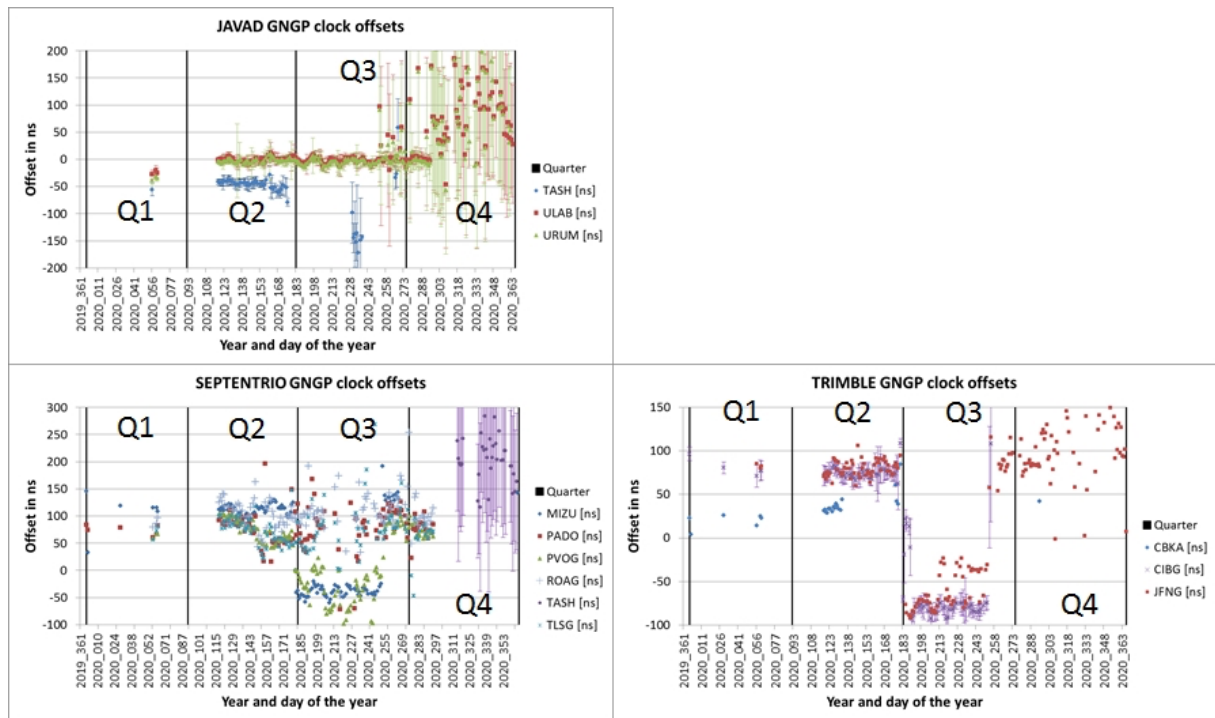 JAVAD GNGP clock offsets
200
150
100
50
0
-50
-100
-150
-200
Offset in ns
Q1
Q2
Q3
Q4
Quarter
TASH [ns]
ULAB [ns]
URUM [ns]
2019_361
2020_011
2020_026
2020_041
2020_056
2020_077
2020_093
2020_108
2020_123
2020_138
2020_153
2020_168
2020_183
2020_198
2020_213
2020_228
2020_243
2020_258
2020_273
2020_288
2020_303
2020_318
2020_333
2020_348
2020_363
Year and day of the year
SEPTENTRIO GNGP clock offsets
300
250
200
150
100
50
0
-50
-100
Offset in ns
Q1
Q2
Q3
Q4
Quarter
MIZU [ns]
PADO [ns]
PVOG [ns]
ROAG [ns]
TASH [ns]
TLSG [ns]
2019_361
2020_010
2020_024
2020_038
2020_052
2020_071
2020_087
2020_101
2020_115
2020_129
2020_143
2020_157
2020_171
2020_185
2020_199
2020_213
2020_227
2020_241
2020_255
2020_269
2020_283
2020_297
2020_311
2020_325
2020_339
2020_353
Year and day of the year
TRIMBLE GNGP clock offsets
150
100
50
0
-50
-100
Offset in ns
Q1
Q2
Q3
Q4
Quarter
CBKA [ns]
CIBG [ns]
JFNG [ns]
2019_361
2020_011
2020_026
2020_041
2020_056
2020_077
2020_093
2020_108
2020_123
2020_138
2020_153
2020_168
2020_183
2020_198
2020_213
2020_228
2020_243
2020_258
2020_273
2020_288
2020_303
2020_318
2020_333
2020_348
2020_363
Year and day of the year